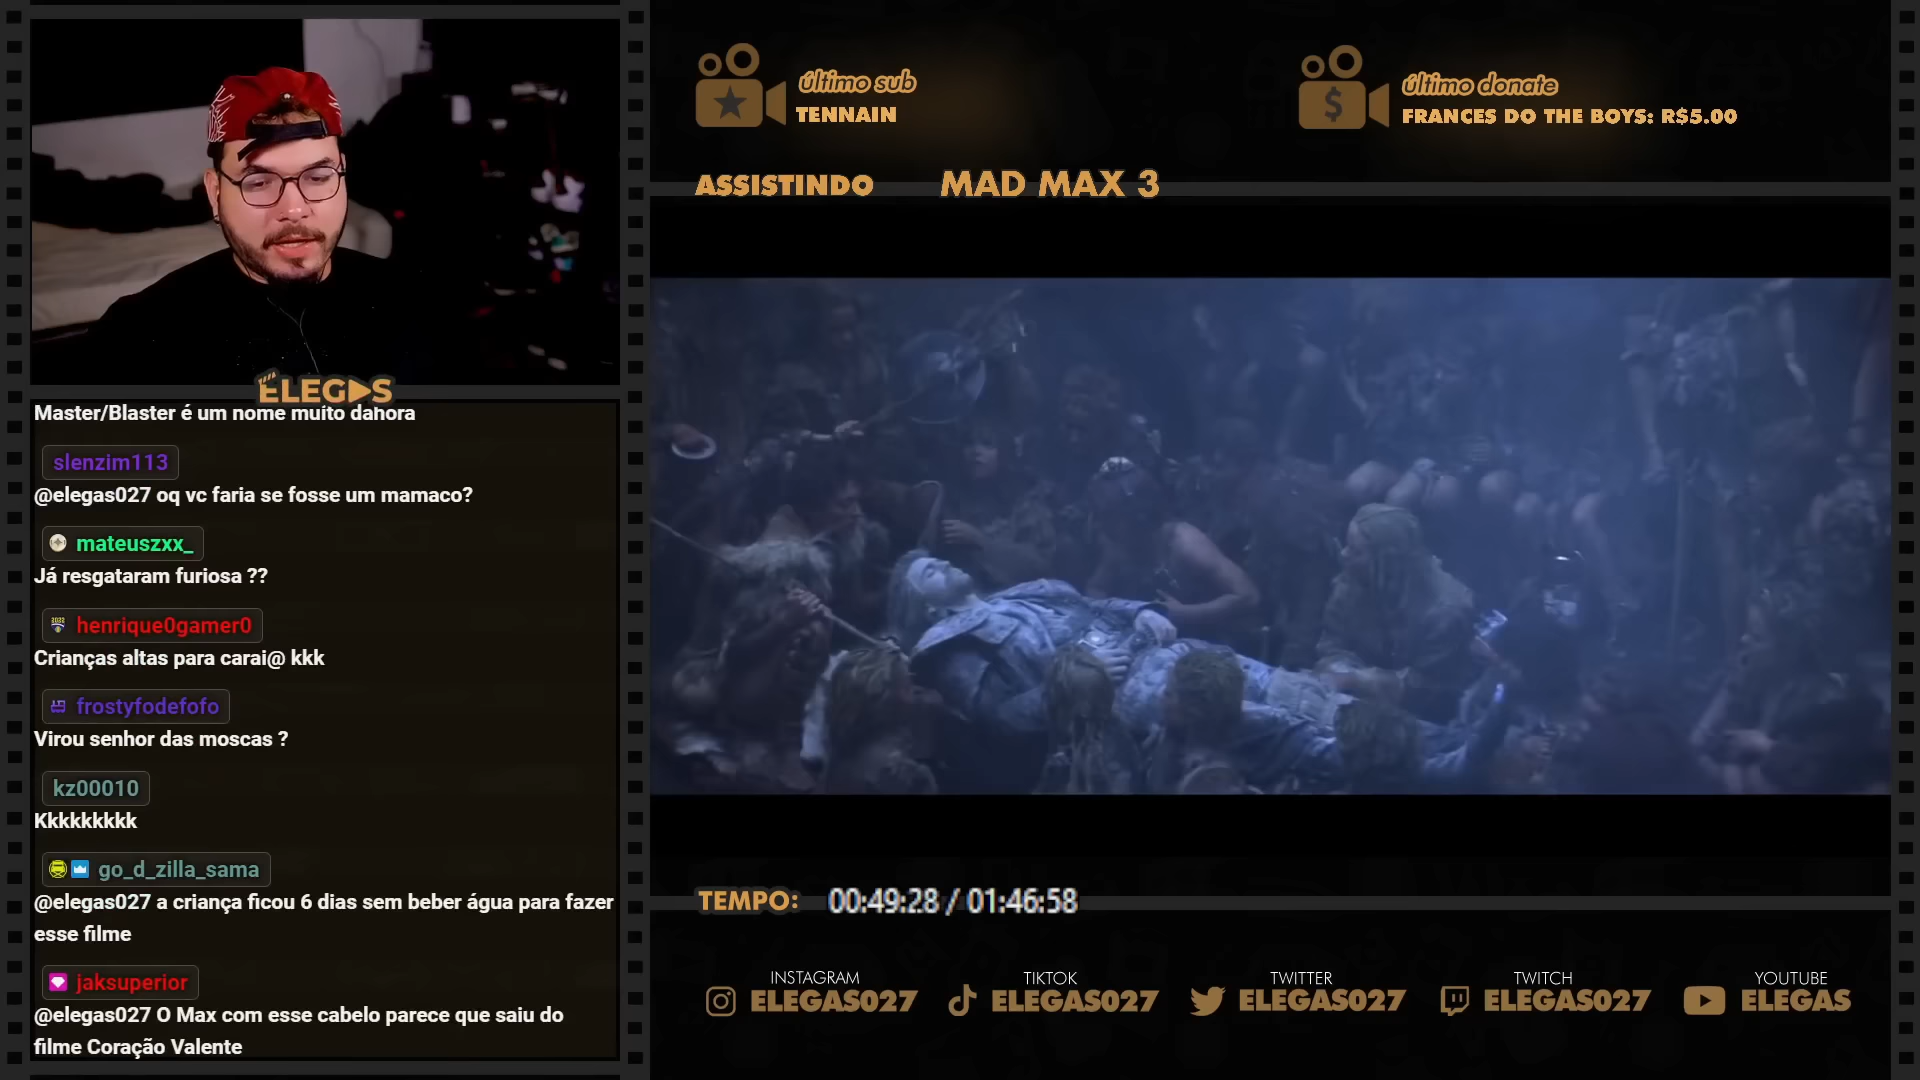 último sub
TENNAIN
último donate
FRANCES DO THE BOYS: R$5.00
ASSISTINDO MAD MAX 3
ELEGAS
Master/Blaster é um nome muito dahora
slenzim113
@elegas027 oq vc faria se fosse um mamaco?
mateuszxx_
Já resgataram furiosa ??
henrique0gamer0
Crianças altas para carai@ kkk
frostyfodefofo
Virou senhor das moscas ?
kz00010
Kkkkkkkkk
go_d_zilla_sama
@elegas027 a criança ficou 6 dias sem beber água para fazer
esse filme
jaksuperior
@elegas027 O Max com esse cabelo parece que saiu do
filme Coração Valente
TEMPO: 00:49:28 / 01:46:58
INSTAGRAM
ELEGAS027
TIKTOK
ELEGAS027
TWITTER
ELEGAS027
TWITCH
ELEGAS027
YOUTUBE
ELEGAS